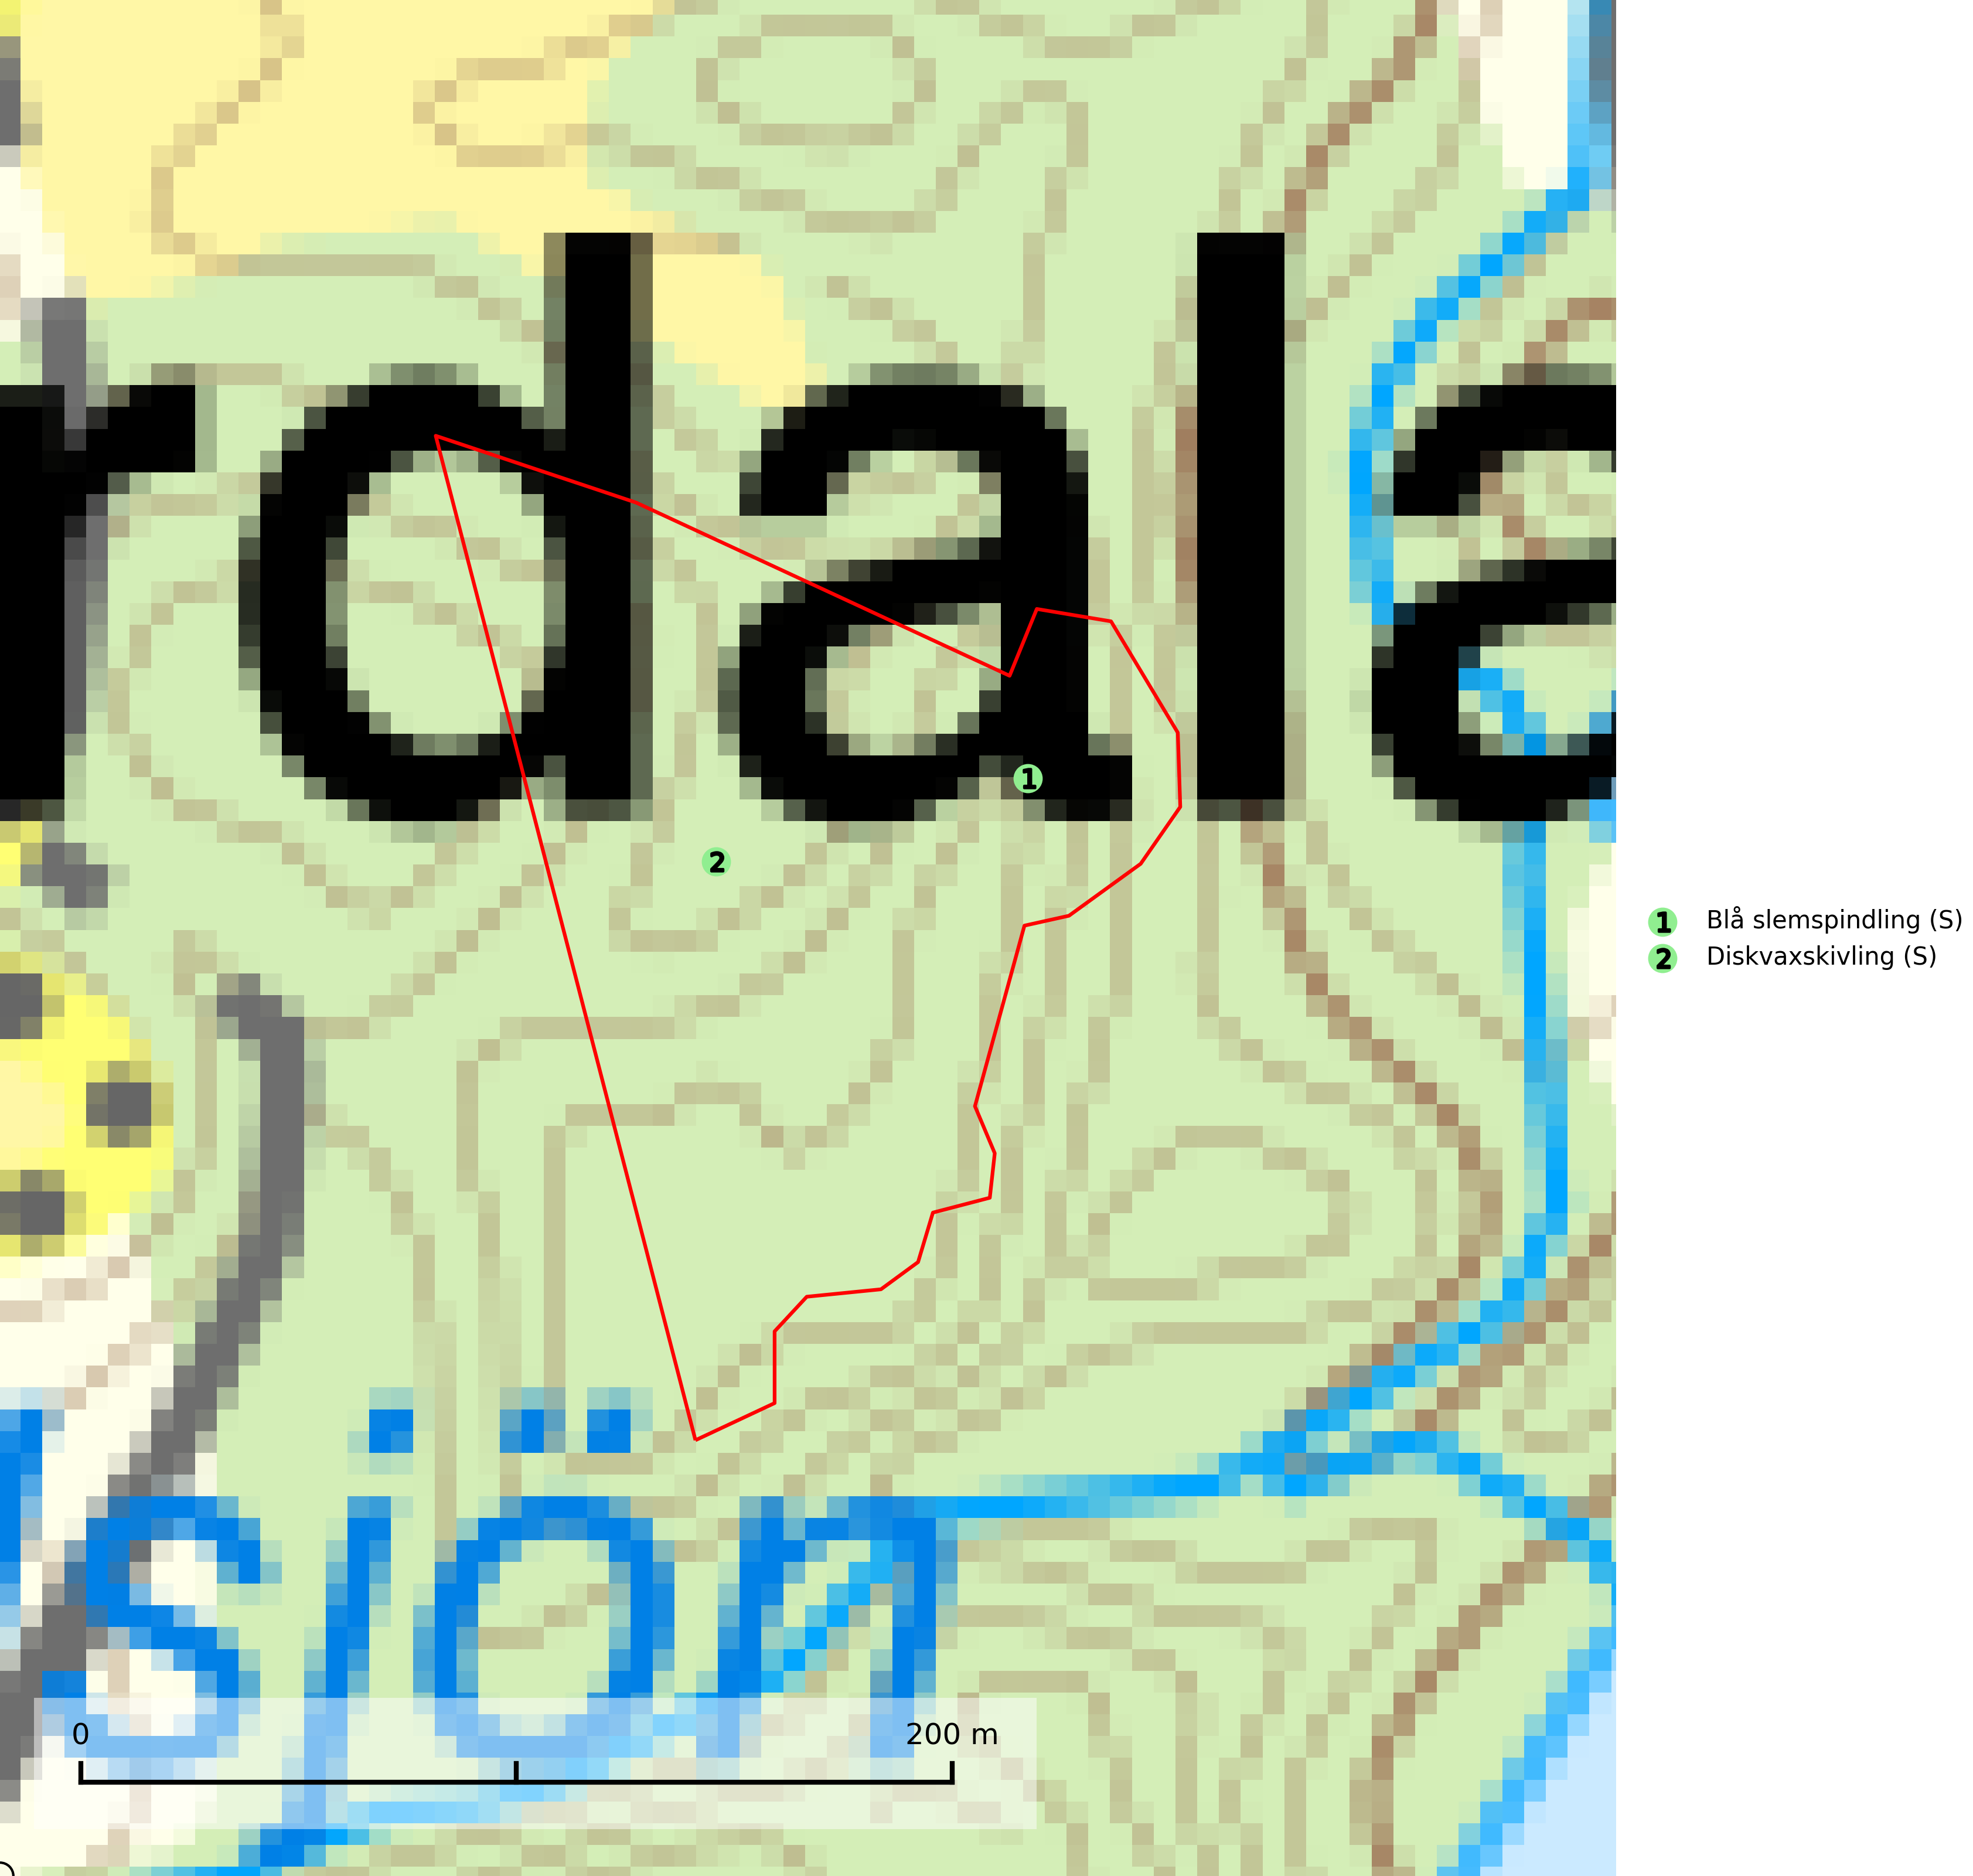 rdala
1
2
sjön
0 200 m
1 Blå slemspindling (S)
2 Diskvaxskivling (S)